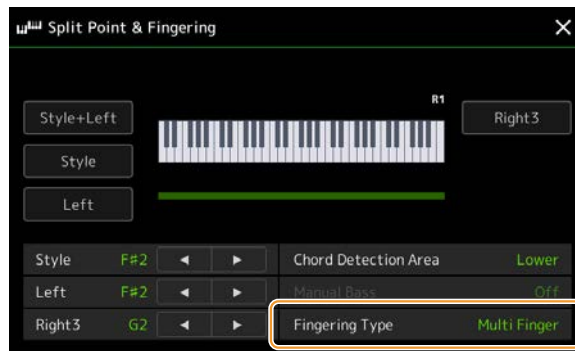 Split Point & Fingering
R1
Style+Left
Right3
Style
Left
Style F♯2 Chord Detection Area Lower
Left F♯2 Manual Bass Off
Right3 G2 Fingering Type Multi Finger